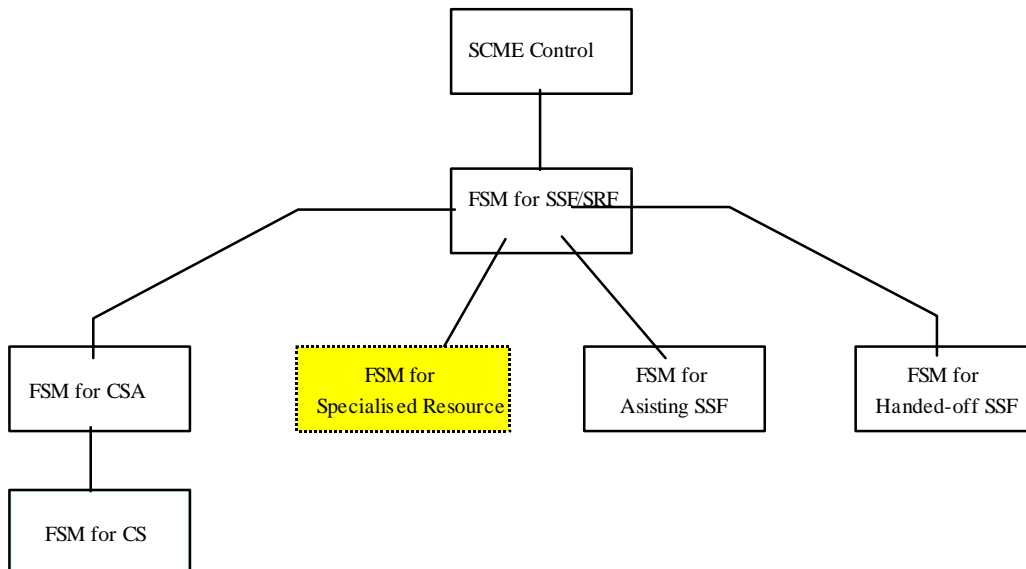 SCME Control
FSM for SSF/SRF
FSM for CSA
FSM for
Specialised Resource
FSM for
Asisting SSF
FSM for
Handed-off SSF
FSM for CS